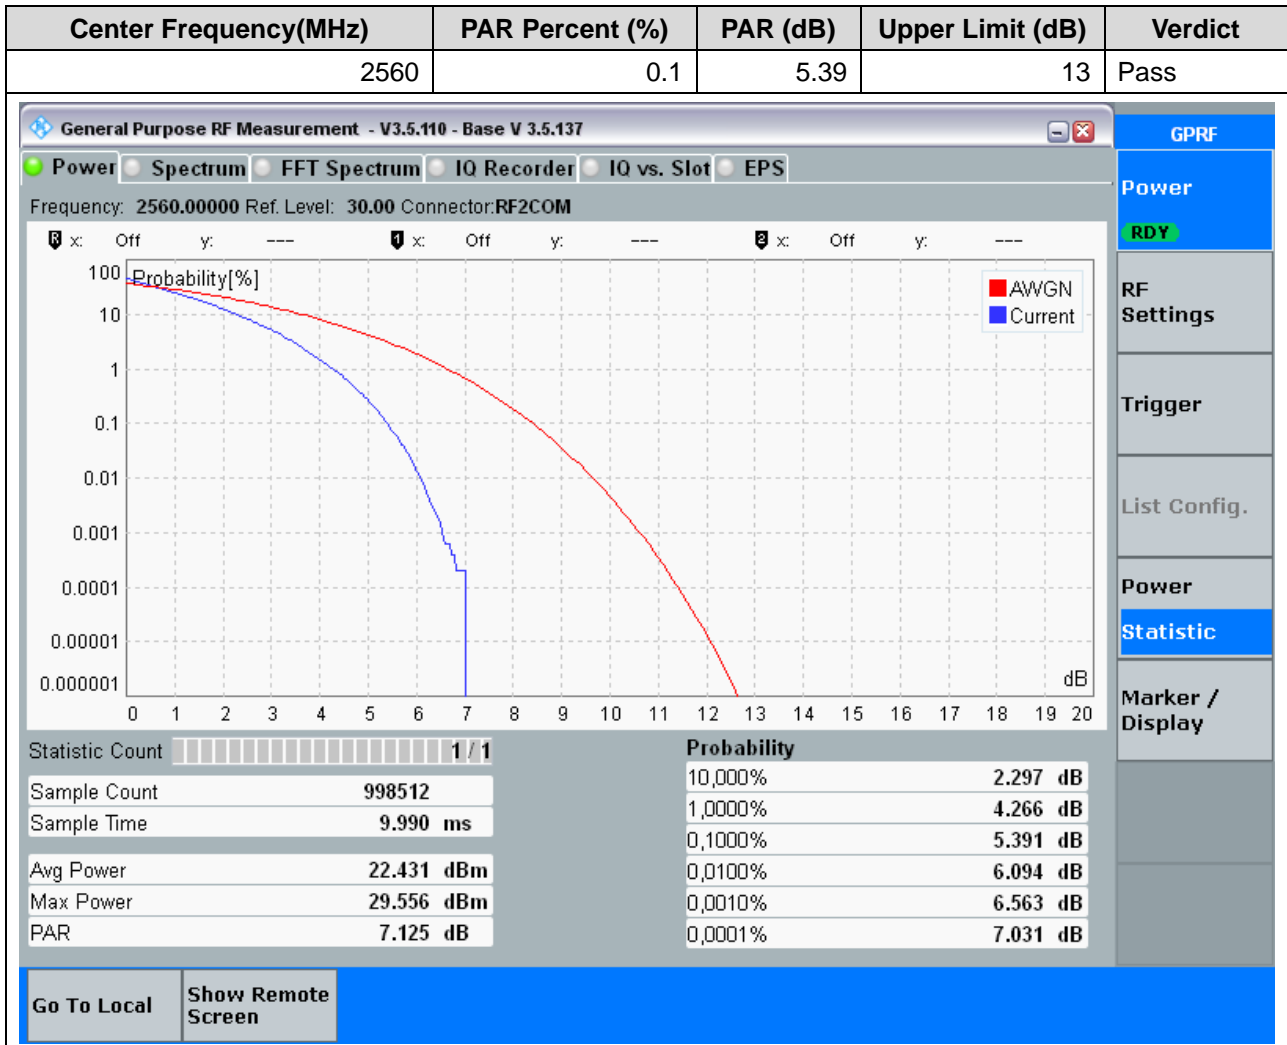 Center Frequency(MHz) PAR Percent (%) PAR (dB) Upper Limit (dB) Verdict
2560 0.1 5.39 13 Pass
General Purpose RF Measurement - V3.5.110 - Base V 3.5.137
GPRF
Power Spectrum FFT Spectrum IQ Recorder IQ vs. Slot EPS
Power
RDY
Frequency: 2560.00000 Ref. Level: 30.00 Connector:RF2COM
R x: Off y: --- 1 x: Off y: --- 2 x: Off y: ---
Probability[%]
AWGN
Current
100
10
1
0.1
0.01
0.001
0.0001
0.00001
0.000001
dB
0 1 2 3 4 5 6 7 8 9 10 11 12 13 14 15 16 17 18 19 20
RF
Settings
Trigger
List Config.
Power
Statistic
Marker /
Display
Statistic Count 1 / 1
Sample Count 998512
Sample Time 9.990 ms
Avg Power 22.431 dBm
Max Power 29.556 dBm
PAR 7.125 dB
Probability
10,000% 2.297 dB
1,0000% 4.266 dB
0,1000% 5.391 dB
0,0100% 6.094 dB
0,0010% 6.563 dB
0,0001% 7.031 dB
Go To Local
Show Remote
Screen